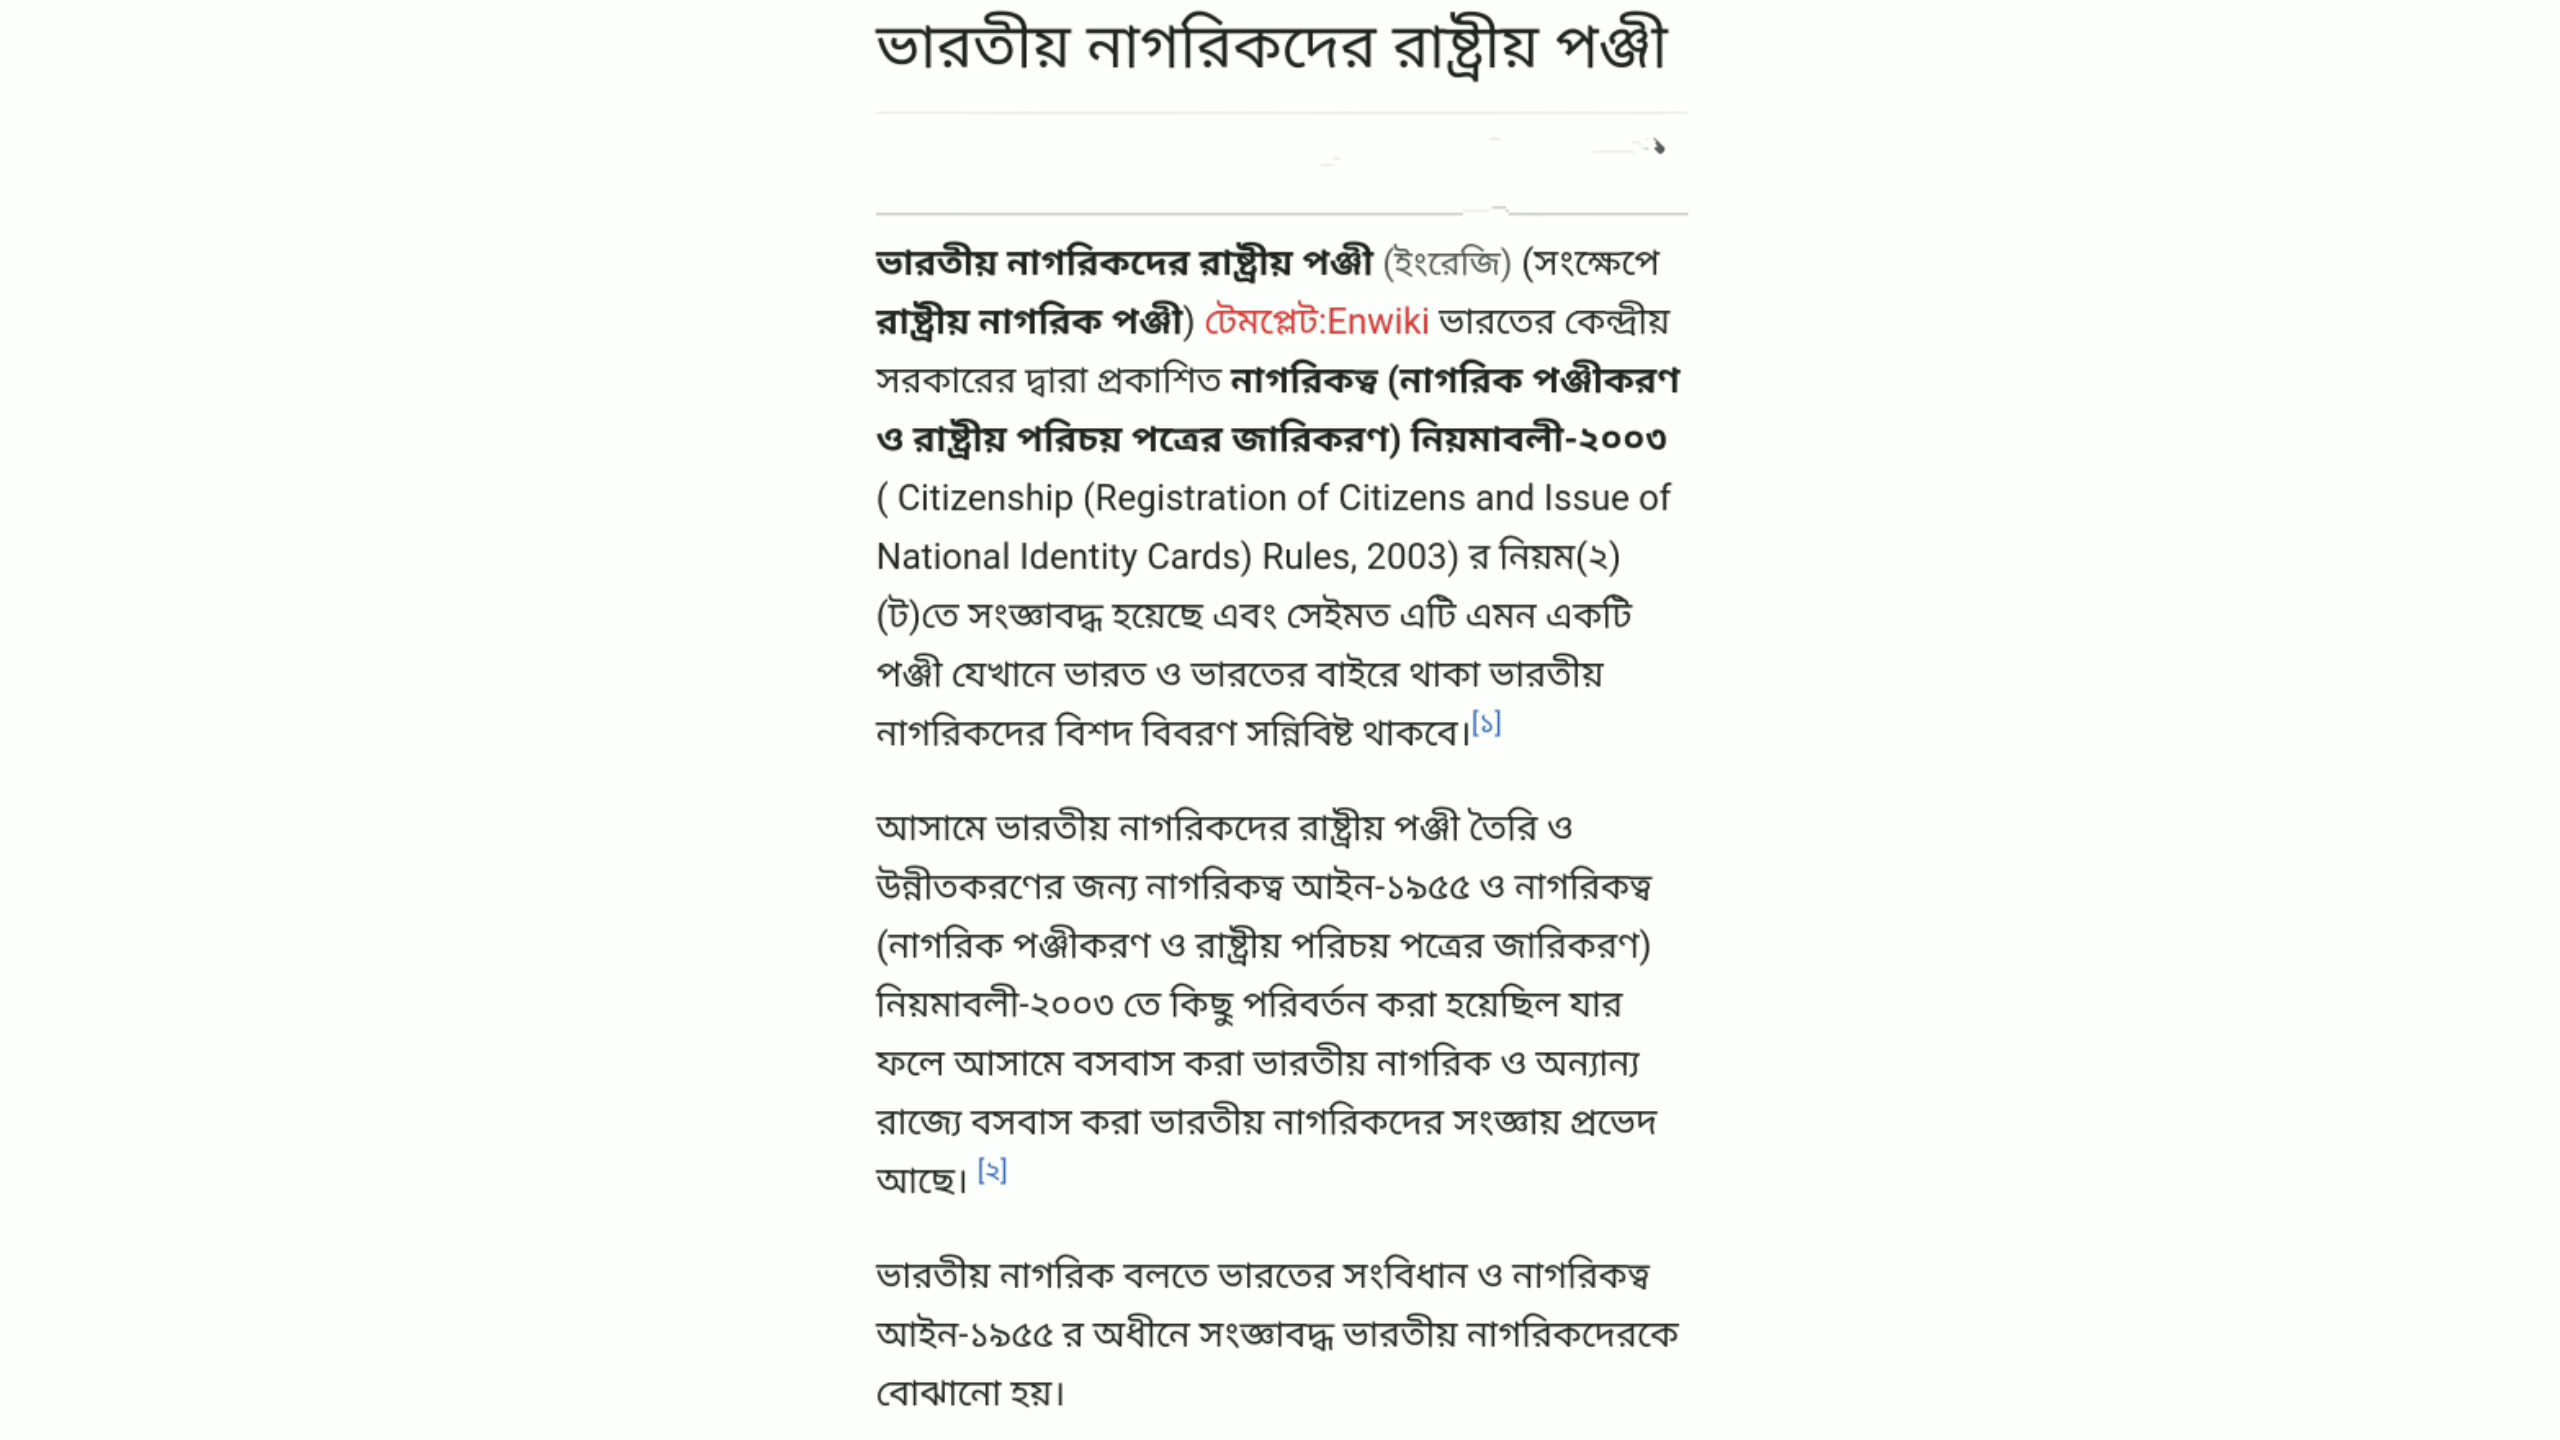 ভারতীয় নাগরিকদের রাষ্ট্রীয় পঞ্জী
ভারতীয় নাগরিকদের রাষ্ট্রীয় পঞ্জী (ইংরেজি) (সংক্ষেপে
রাষ্ট্রীয় নাগরিক পঞ্জী) টেমপ্লেট:Enwiki ভারতের কেন্দ্রীয়
সরকারের দ্বারা প্রকাশিত নাগরিকত্ব (নাগরিক পঞ্জীকরণ
ও রাষ্ট্রীয় পরিচয় পত্রের জারিকরণ) নিয়মাবলী-২০০৩
( Citizenship (Registration of Citizens and Issue of
National Identity Cards) Rules, 2003) র নিয়ম(২)
(ট)তে সংজ্ঞাবদ্ধ হয়েছে এবং সেইমত এটি এমন একটি
পঞ্জী যেখানে ভারত ও ভারতের বাইরে থাকা ভারতীয়
নাগরিকদের বিশদ বিবরণ সন্নিবিষ্ট থাকবে।[১]
আসামে ভারতীয় নাগরিকদের রাষ্ট্রীয় পঞ্জী তৈরি ও
উন্নীতকরণের জন্য নাগরিকত্ব আইন-১৯৫৫ ও নাগরিকত্ব
(নাগরিক পঞ্জীকরণ ও রাষ্ট্রীয় পরিচয় পত্রের জারিকরণ)
নিয়মাবলী-২০০৩ তে কিছু পরিবর্তন করা হয়েছিল যার
ফলে আসামে বসবাস করা ভারতীয় নাগরিক ও অন্যান্য
রাজ্যে বসবাস করা ভারতীয় নাগরিকদের সংজ্ঞায় প্রভেদ
আছে। [২]
ভারতীয় নাগরিক বলতে ভারতের সংবিধান ও নাগরিকত্ব
আইন-১৯৫৫ র অধীনে সংজ্ঞাবদ্ধ ভারতীয় নাগরিকদেরকে
বোঝানো হয়।